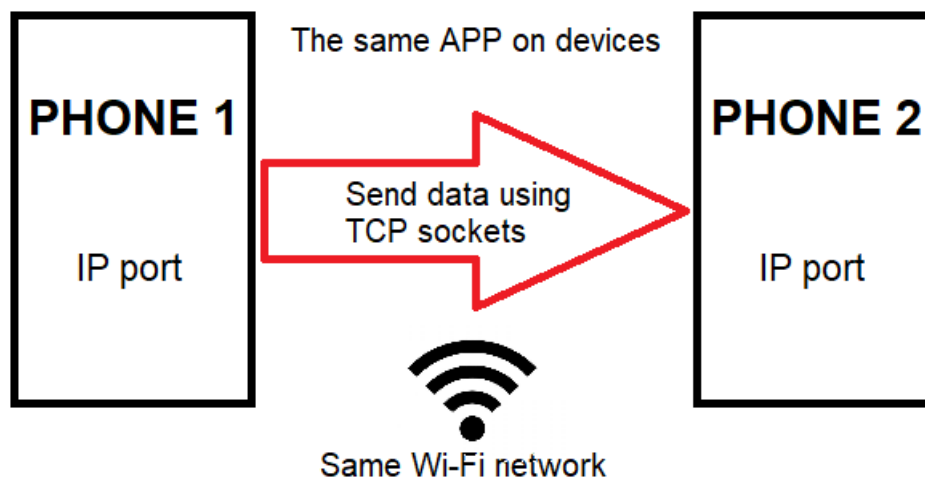 The same APP on devices
PHONE 1
PHONE 2
Send data using
TCP sockets
IP port
IP port
Same Wi-Fi network